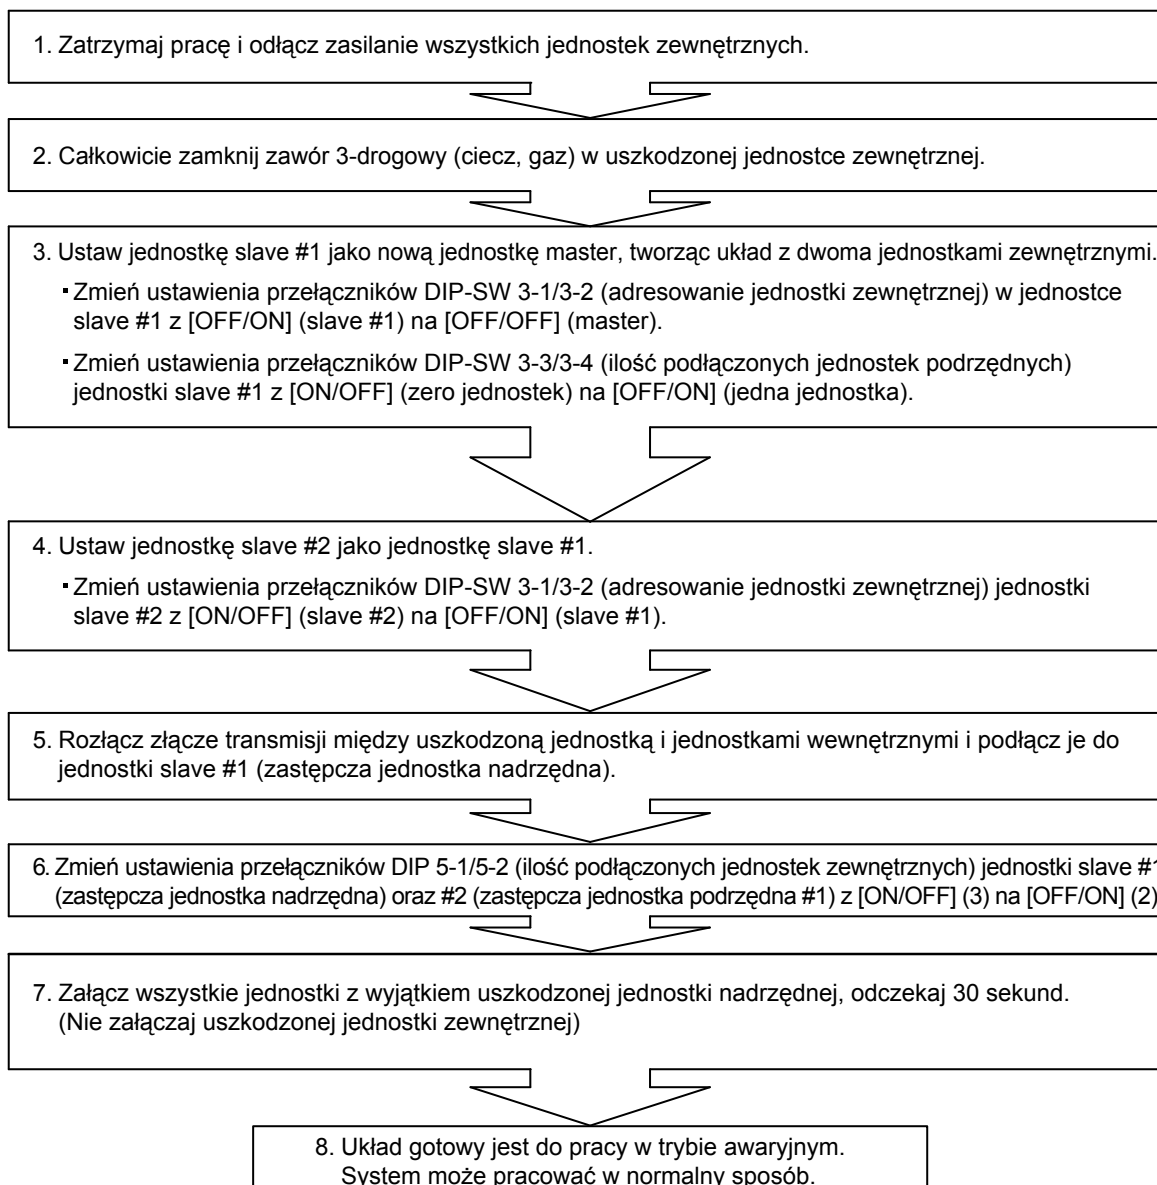 1. Zatrzymaj pracę i odłącz zasilanie wszystkich jednostek zewnętrznych.
2. Całkowicie zamknij zawór 3-drogowy (ciecz, gaz) w uszkodzonej jednostce zewnętrznej.
3. Ustaw jednostkę slave #1 jako nową jednostkę master, tworząc układ z dwoma jednostkami zewnętrznymi.
▪ Zmień ustawienia przełączników DIP-SW 3-1/3-2 (adresowanie jednostki zewnętrznej) w jednostce
slave #1 z [OFF/ON] (slave #1) na [OFF/OFF] (master).
▪ Zmień ustawienia przełączników DIP-SW 3-3/3-4 (ilość podłączonych jednostek podrzędnych)
jednostki slave #1 z [ON/OFF] (zero jednostek) na [OFF/ON] (jedna jednostka).
4. Ustaw jednostkę slave #2 jako jednostkę slave #1.
▪ Zmień ustawienia przełączników DIP-SW 3-1/3-2 (adresowanie jednostki zewnętrznej) jednostki
slave #2 z [ON/OFF] (slave #2) na [OFF/ON] (slave #1).
5. Rozłącz złącze transmisji między uszkodzoną jednostką i jednostkami wewnętrznymi i podłącz je do
jednostki slave #1 (zastępcza jednostka nadrzędna).
6. Zmień ustawienia przełączników DIP 5-1/5-2 (ilość podłączonych jednostek zewnętrznych) jednostki slave #1
(zastępcza jednostka nadrzędna) oraz #2 (zastępcza jednostka podrzędna #1) z [ON/OFF] (3) na [OFF/ON] (2)
7. Załącz wszystkie jednostki z wyjątkiem uszkodzonej jednostki nadrzędnej, odczekaj 30 sekund.
(Nie załączaj uszkodzonej jednostki zewnętrznej)
8. Układ gotowy jest do pracy w trybie awaryjnym.
System może pracować w normalny sposób.